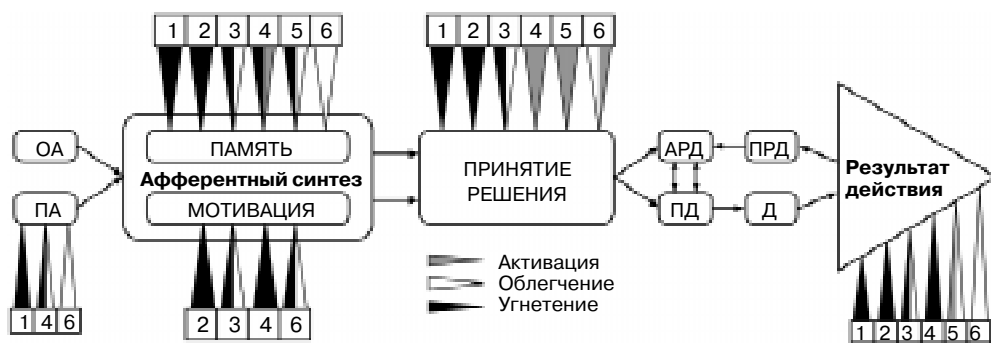 1 2 3 4 5 6
1 2 3 4 5 6
ОА
ПАМЯТЬ
Афферентный синтез
ПА
МОТИВАЦИЯ
ПРИНЯТИЕ
РЕШЕНИЯ
АРД
ПРД
ПД
Д
Результат
действия
Активация
Облегчение
Угнетение
1 4 6
2 3 4 6
1 2 3 4 5 6